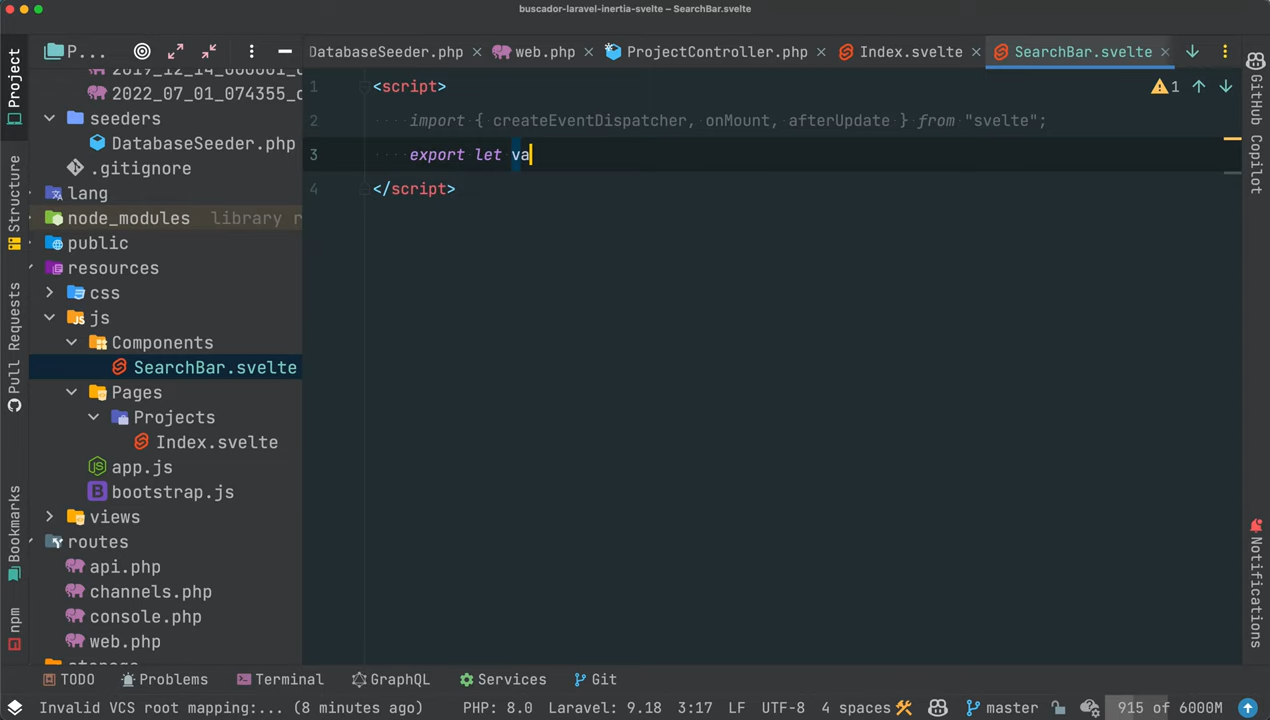 buscador-laravel-inertia-svelte – SearchBar.svelte
P...
DatabaseSeeder.php
web.php
ProjectController.php
Index.svelte
SearchBar.svelte
Project
Structure
Pull Requests
Bookmarks
npm
2022_07_01_074355_c
seeders
DatabaseSeeder.php
.gitignore
lang
node_modules library r
public
resources
css
js
Components
SearchBar.svelte
Pages
Projects
Index.svelte
app.js
bootstrap.js
views
routes
api.php
channels.php
console.php
web.php
1 <script>
2 import { createEventDispatcher, onMount, afterUpdate } from "svelte";
3 export let va
4 </script>
1
GitHub Copilot
Notifications
TODO Problems Terminal GraphQL Services Git
Invalid VCS root mapping:... (8 minutes ago) PHP: 8.0 Laravel: 9.18 3:17 LF UTF-8 4 spaces master 915 of 6000M